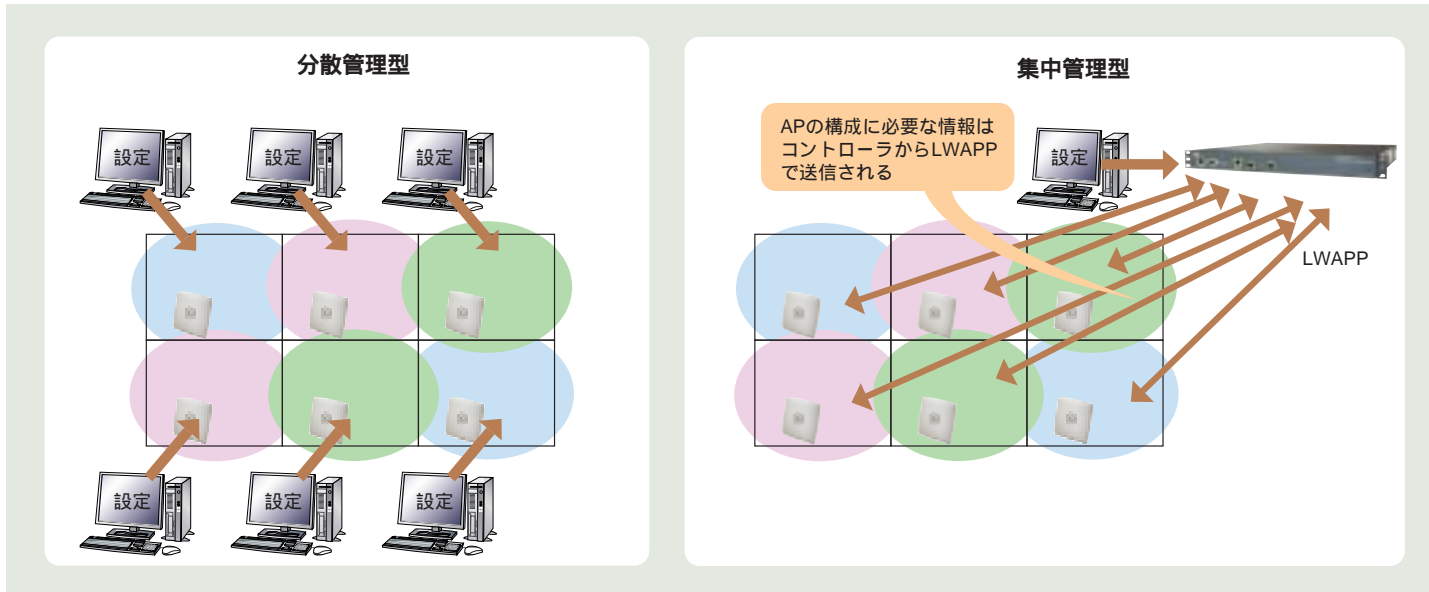 分散管理型
設定
設定
設定
設定
設定
設定
集中管理型
APの構成に必要な情報は
コントローラからLWAPP
で送信される
設定
LWAPP